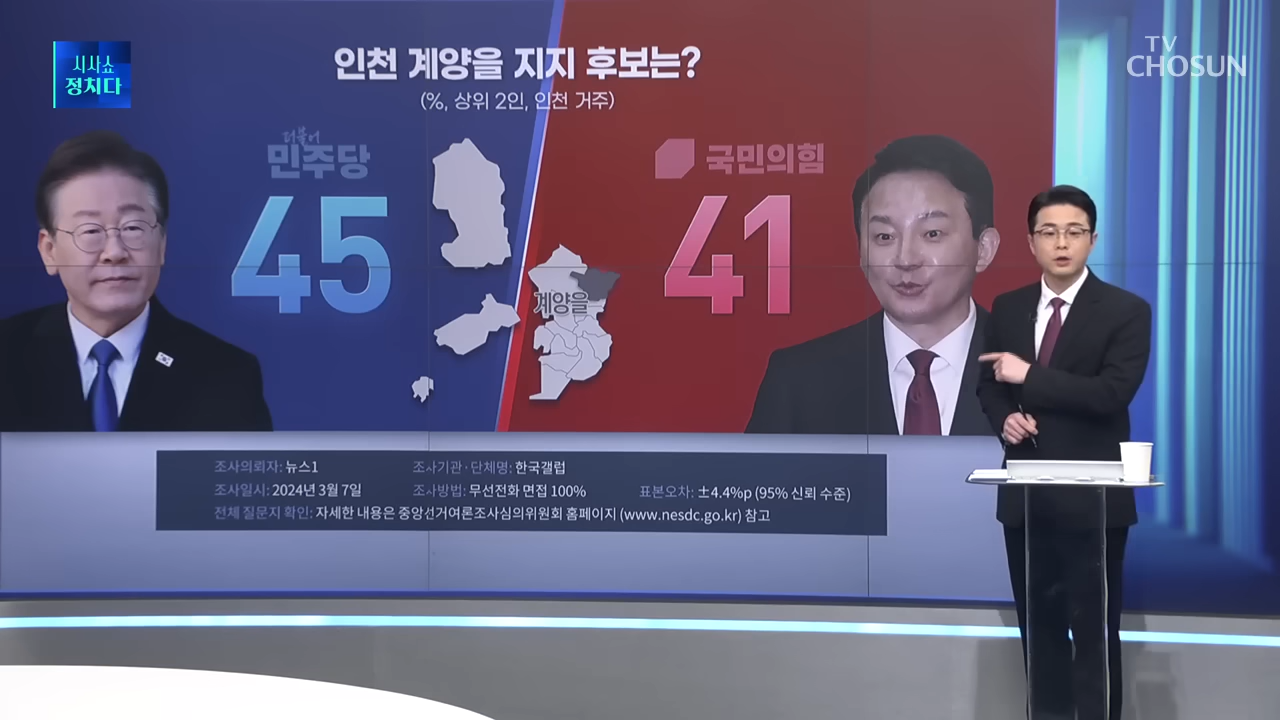 시사쇼
정치다
TV
CHOSUN
인천 계양을 지지 후보는?
(%, 상위 2인, 인천 거주)
더불어
민주당
45
국민의힘
41
계양을
조사의뢰자: 뉴스1
조사기관·단체명: 한국갤럽
조사일시: 2024년 3월 7일
조사방법: 무선전화 면접 100%
표본오차: ±4.4%p (95% 신뢰 수준)
전체 질문지 확인: 자세한 내용은 중앙선거여론조사심의위원회 홈페이지 (www.nesdc.go.kr) 참고